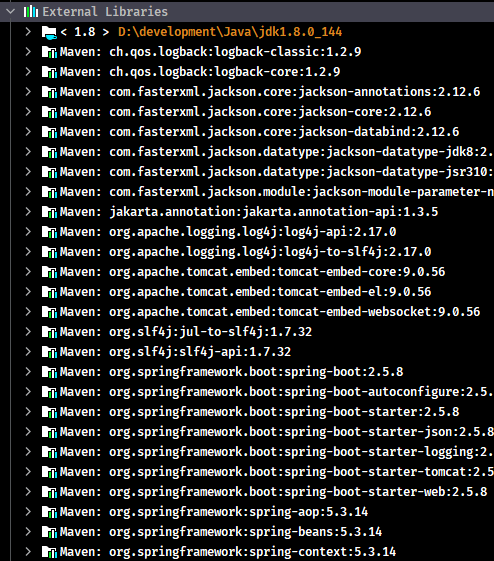 External Libraries
< 1.8 > D:\development\Java\jdk1.8.0_144
Maven: ch.qos.logback:logback-classic:1.2.9
Maven: ch.qos.logback:logback-core:1.2.9
Maven: com.fasterxml.jackson.core:jackson-annotations:2.12.6
Maven: com.fasterxml.jackson.core:jackson-core:2.12.6
Maven: com.fasterxml.jackson.core:jackson-databind:2.12.6
Maven: com.fasterxml.jackson.datatype:jackson-datatype-jdk8:2.
Maven: com.fasterxml.jackson.datatype:jackson-datatype-jsr310:
Maven: com.fasterxml.jackson.module:jackson-module-parameter-n
Maven: jakarta.annotation:jakarta.annotation-api:1.3.5
Maven: org.apache.logging.log4j:log4j-api:2.17.0
Maven: org.apache.logging.log4j:log4j-to-slf4j:2.17.0
Maven: org.apache.tomcat.embed:tomcat-embed-core:9.0.56
Maven: org.apache.tomcat.embed:tomcat-embed-el:9.0.56
Maven: org.apache.tomcat.embed:tomcat-embed-websocket:9.0.56
Maven: org.slf4j:jul-to-slf4j:1.7.32
Maven: org.slf4j:slf4j-api:1.7.32
Maven: org.springframework.boot:spring-boot:2.5.8
Maven: org.springframework.boot:spring-boot-autoconfigure:2.5.
Maven: org.springframework.boot:spring-boot-starter:2.5.8
Maven: org.springframework.boot:spring-boot-starter-json:2.5.8
Maven: org.springframework.boot:spring-boot-starter-logging:2.
Maven: org.springframework.boot:spring-boot-starter-tomcat:2.5
Maven: org.springframework.boot:spring-boot-starter-web:2.5.8
Maven: org.springframework:spring-aop:5.3.14
Maven: org.springframework:spring-beans:5.3.14
Maven: org.springframework:spring-context:5.3.14